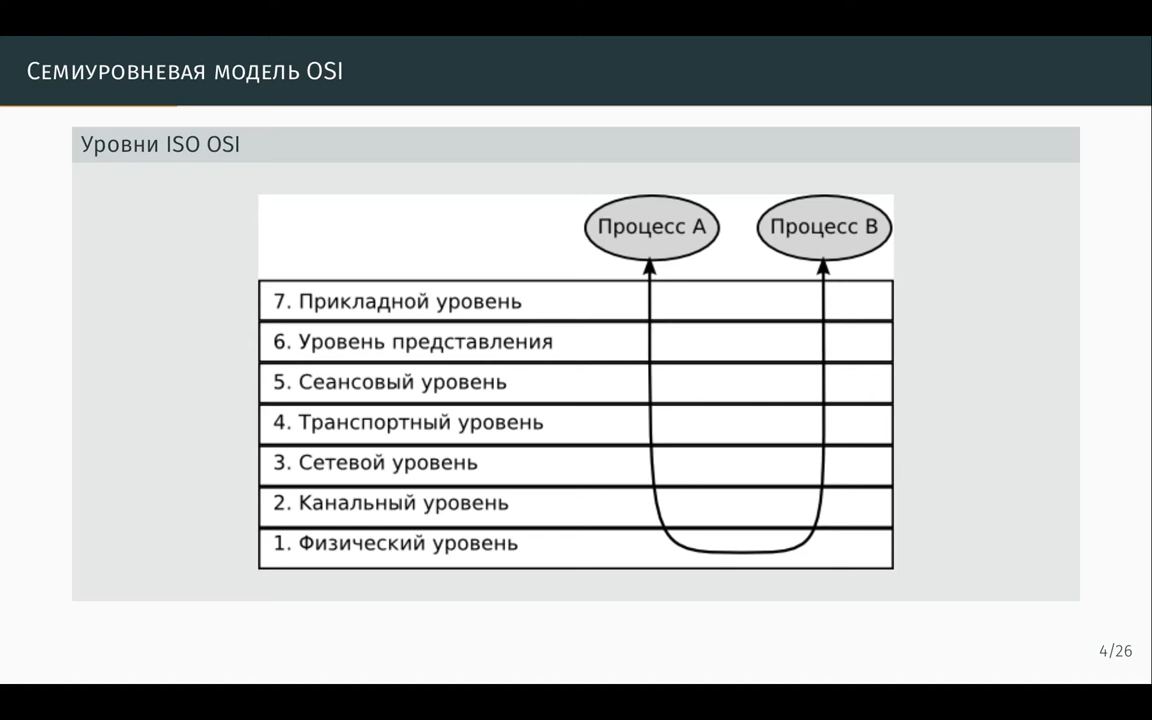 Семиуровневая модель OSI
Уровни ISO OSI
Процесс A
Процесс B
7. Прикладной уровень
6. Уровень представления
5. Сеансовый уровень
4. Транспортный уровень
3. Сетевой уровень
2. Канальный уровень
1. Физический уровень
4/26